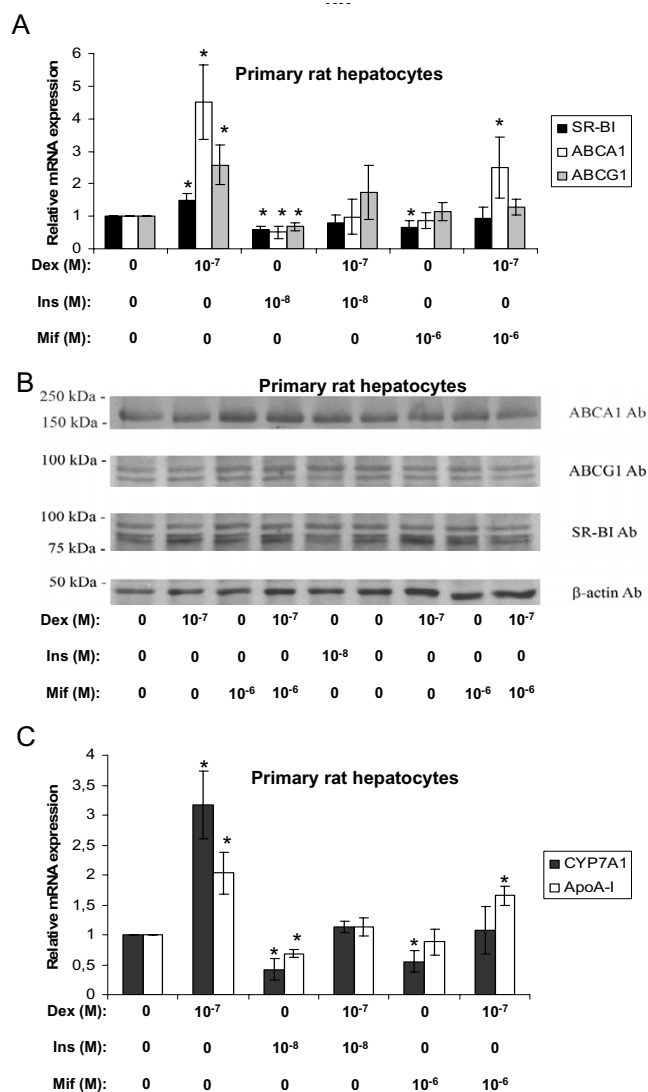 A
Primary rat hepatocytes
Relative mRNA expression
6
5
4
3
2
1
0
* * * * * * * * *
SR-BI
ABCA1
ABCG1
Dex (M): 0 10⁻⁷ 0 10⁻⁷ 0 10⁻⁷
Ins (M): 0 0 10⁻⁸ 10⁻⁸ 0 0
Mif (M): 0 0 0 0 10⁻⁶ 10⁻⁶
B
Primary rat hepatocytes
250 kDa -
150 kDa -
ABCA1 Ab
100 kDa -
ABCG1 Ab
100 kDa -
75 kDa -
SR-BI Ab
50 kDa -
β-actin Ab
Dex (M): 0 10⁻⁷ 0 10⁻⁷ 0 0 10⁻⁷ 0 10⁻⁷
Ins (M): 0 0 0 0 10⁻⁸ 0 0 0 0
Mif (M): 0 0 10⁻⁶ 10⁻⁶ 0 0 0 10⁻⁶ 10⁻⁶
C
Primary rat hepatocytes
Relative mRNA expression
4
3,5
3
2,5
2
1,5
1
0,5
0
* * * * * *
CYP7A1
ApoA-I
Dex (M): 0 10⁻⁷ 0 10⁻⁷ 0 10⁻⁷
Ins (M): 0 0 10⁻⁸ 10⁻⁸ 0 0
Mif (M): 0 0 0 0 10⁻⁶ 10⁻⁶